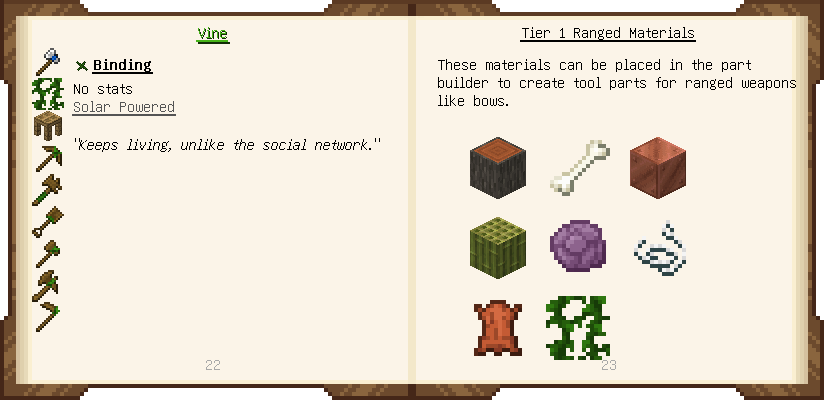 Vine
Binding
No stats
Solar Powered
"Keeps living, unlike the social network."
22
Tier 1 Ranged Materials
These materials can be placed in the part
builder to create tool parts for ranged weapons
like bows.
23